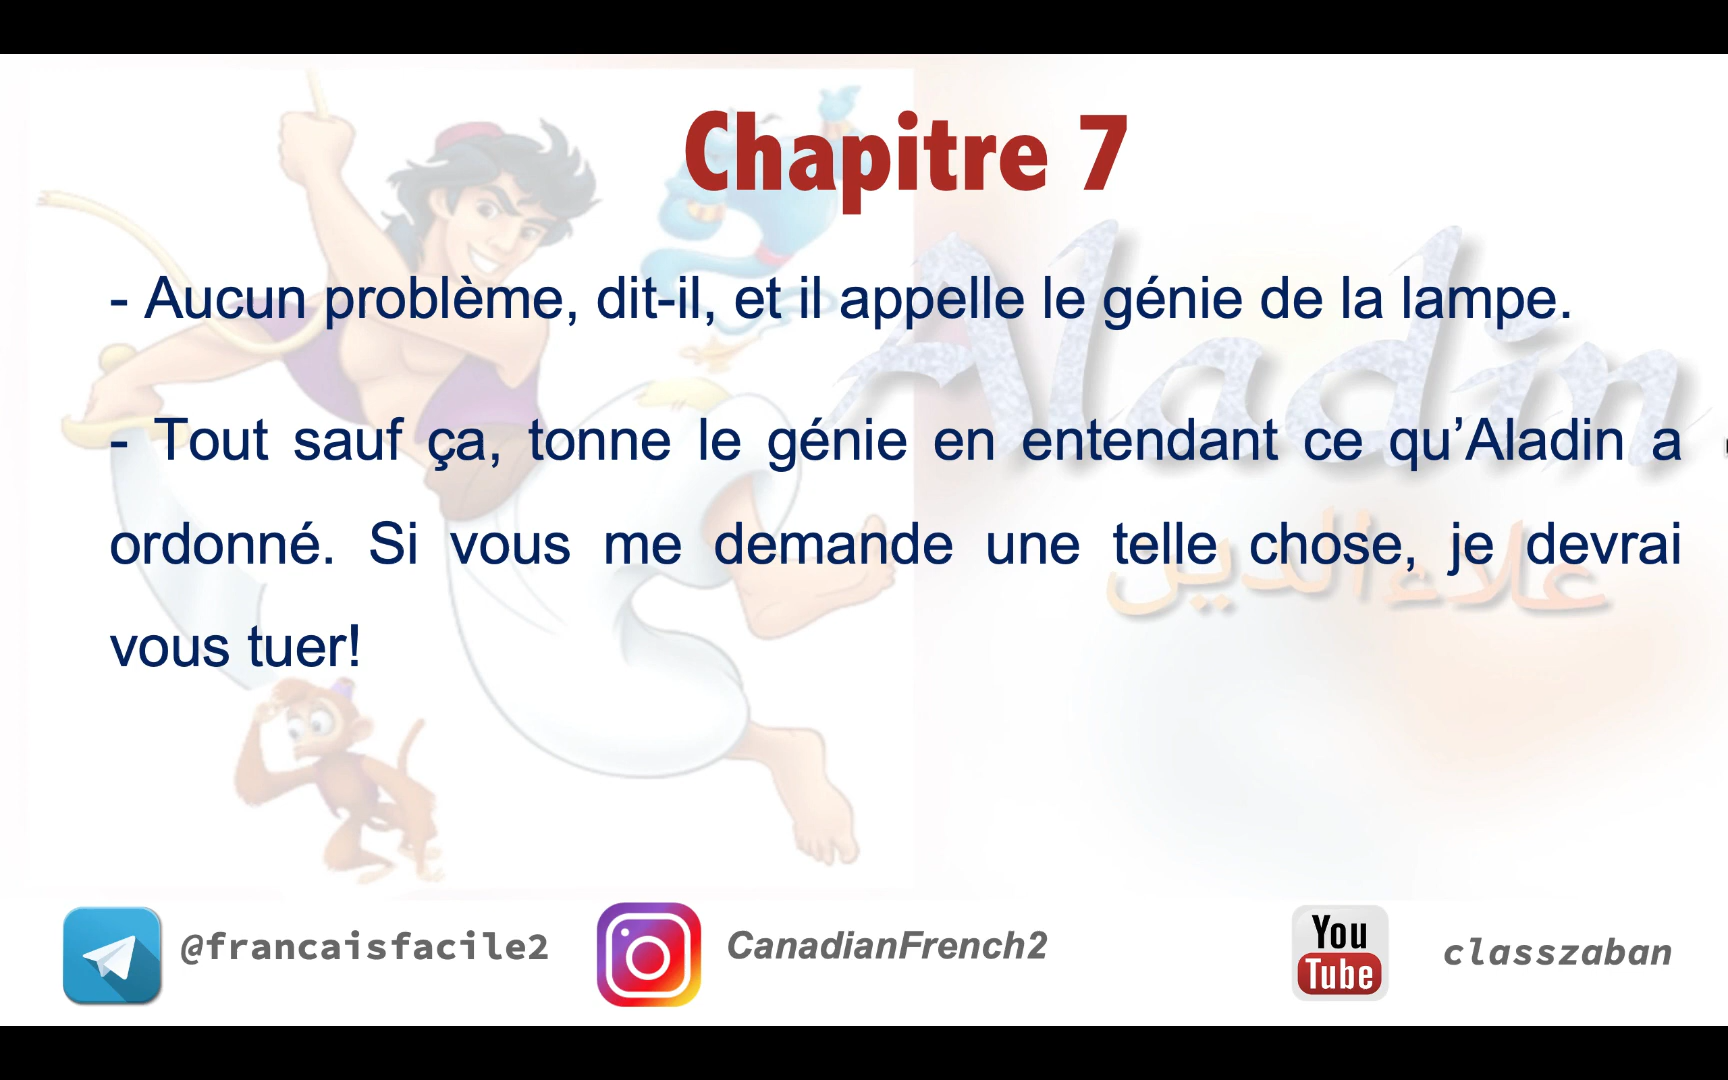 Chapitre 7
- Aucun problème, dit-il, et il appelle le génie de la lampe.
- Tout sauf ça, tonne le génie en entendant ce qu’Aladin a
ordonné. Si vous me demande une telle chose, je devrai
vous tuer!
Aladin
علاء الدين
@francaisfacile2
CanadianFrench2
You
Tube
classzaban